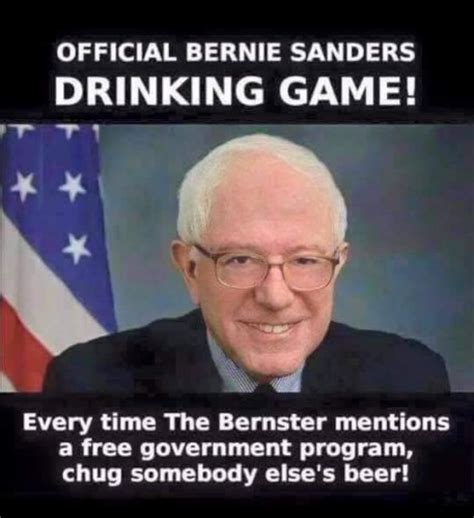 OFFICIAL BERNIE SANDERS
DRINKING GAME!
Every time The Bernster mentions
a free government program,
chug somebody else's beer!